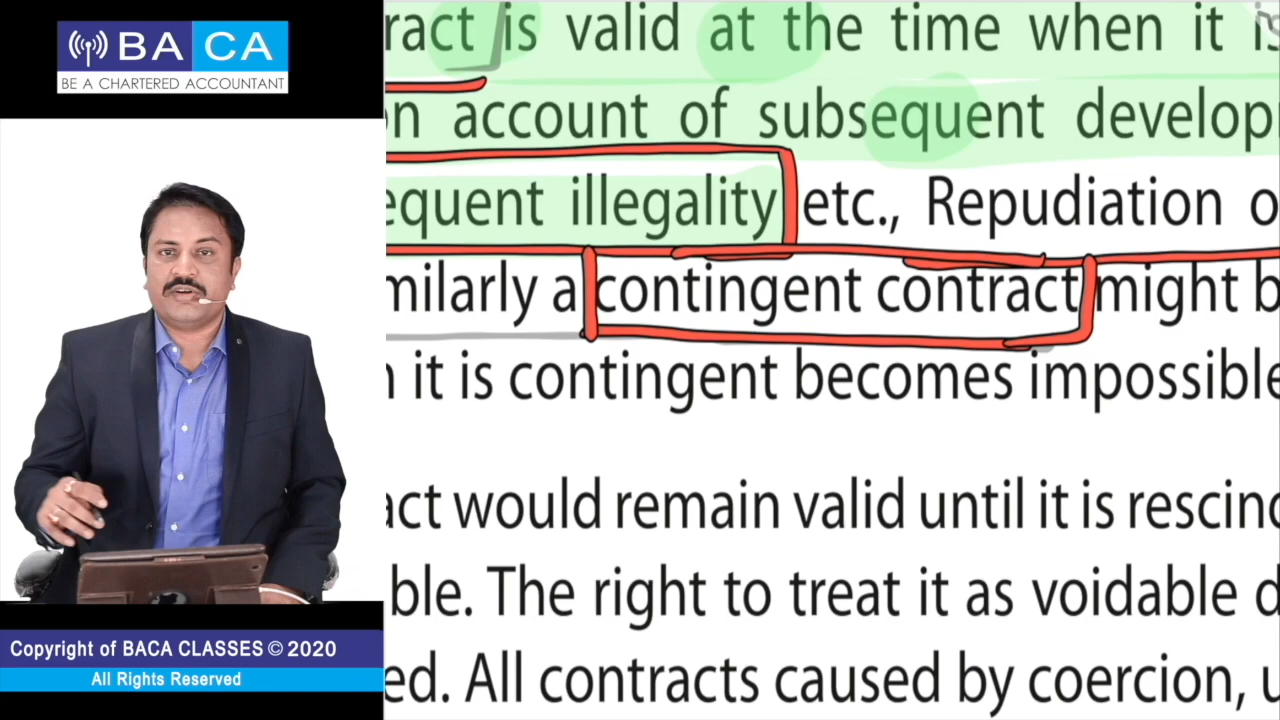 BACA
BE A CHARTERED ACCOUNTANT
ract is valid at the time when it is
on account of subsequent develop
equent illegality etc., Repudiation o
milarly a contingent contract might b
n it is contingent becomes impossible
act would remain valid until it is rescind
ble. The right to treat it as voidable d
ed. All contracts caused by coercion, u
Copyright of BACA CLASSES © 2020
All Rights Reserved